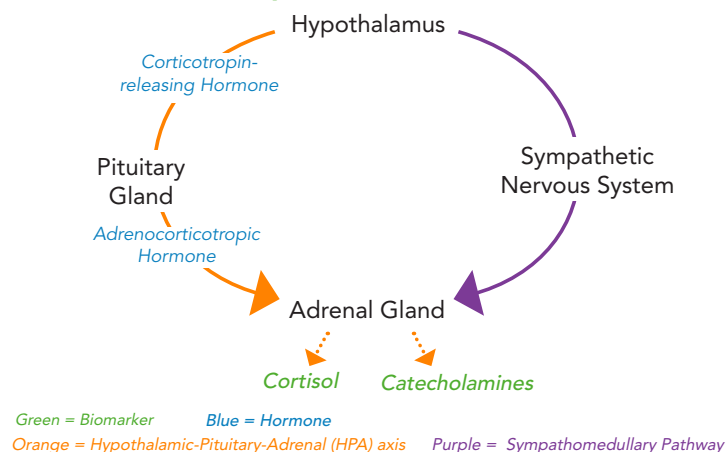 Hypothalamus
Corticotropin-
releasing Hormone
Pituitary
Gland
Sympathetic
Nervous System
Adrenocorticotropic
Hormone
Adrenal Gland
Cortisol
Catecholamines
Green = Biomarker
Blue = Hormone
Orange = Hypothalamic-Pituitary-Adrenal (HPA) axis
Purple = Sympathomedullary Pathway